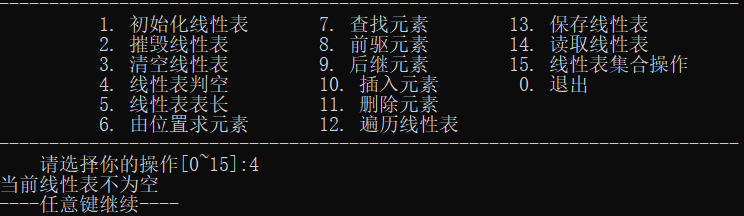 ------------------------------------------------------------------------
1. 初始化线性表 7. 查找元素 13. 保存线性表
2. 摧毁线性表 8. 前驱元素 14. 读取线性表
3. 清空线性表 9. 后继元素 15. 线性表集合操作
4. 线性表判空 10. 插入元素 0. 退出
5. 线性表表长 11. 删除元素
6. 由位置求元素 12. 遍历线性表
------------------------------------------------------------------------
请选择你的操作[0~15]:4
当前线性表不为空
----任意键继续----